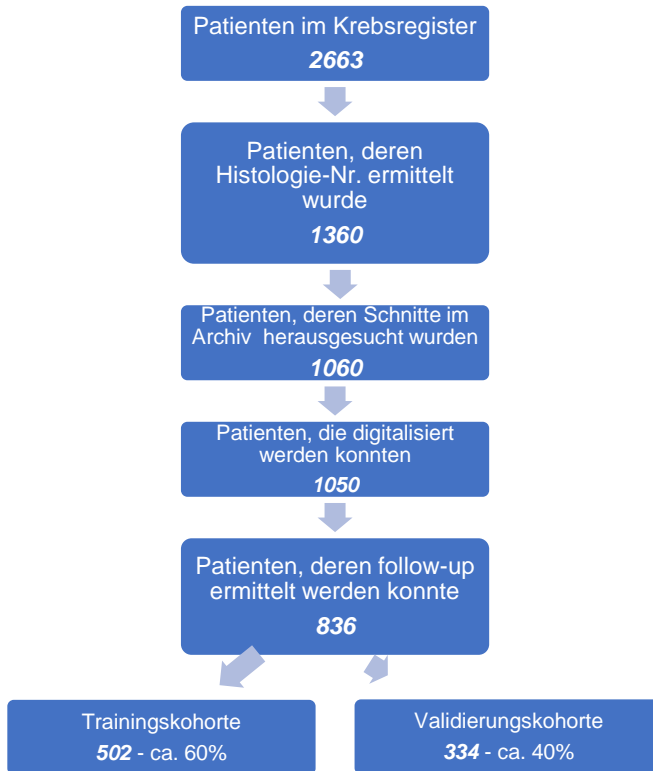 Patienten im Krebsregister
2663
Patienten, deren
Histologie-Nr. ermittelt
wurde
1360
Patienten, deren Schnitte im
Archiv herausgesucht wurden
1060
Patienten, die digitalisiert
werden konnten
1050
Patienten, deren follow-up
ermittelt werden konnte
836
Trainingskohorte
502 - ca. 60%
Validierungskohorte
334 - ca. 40%